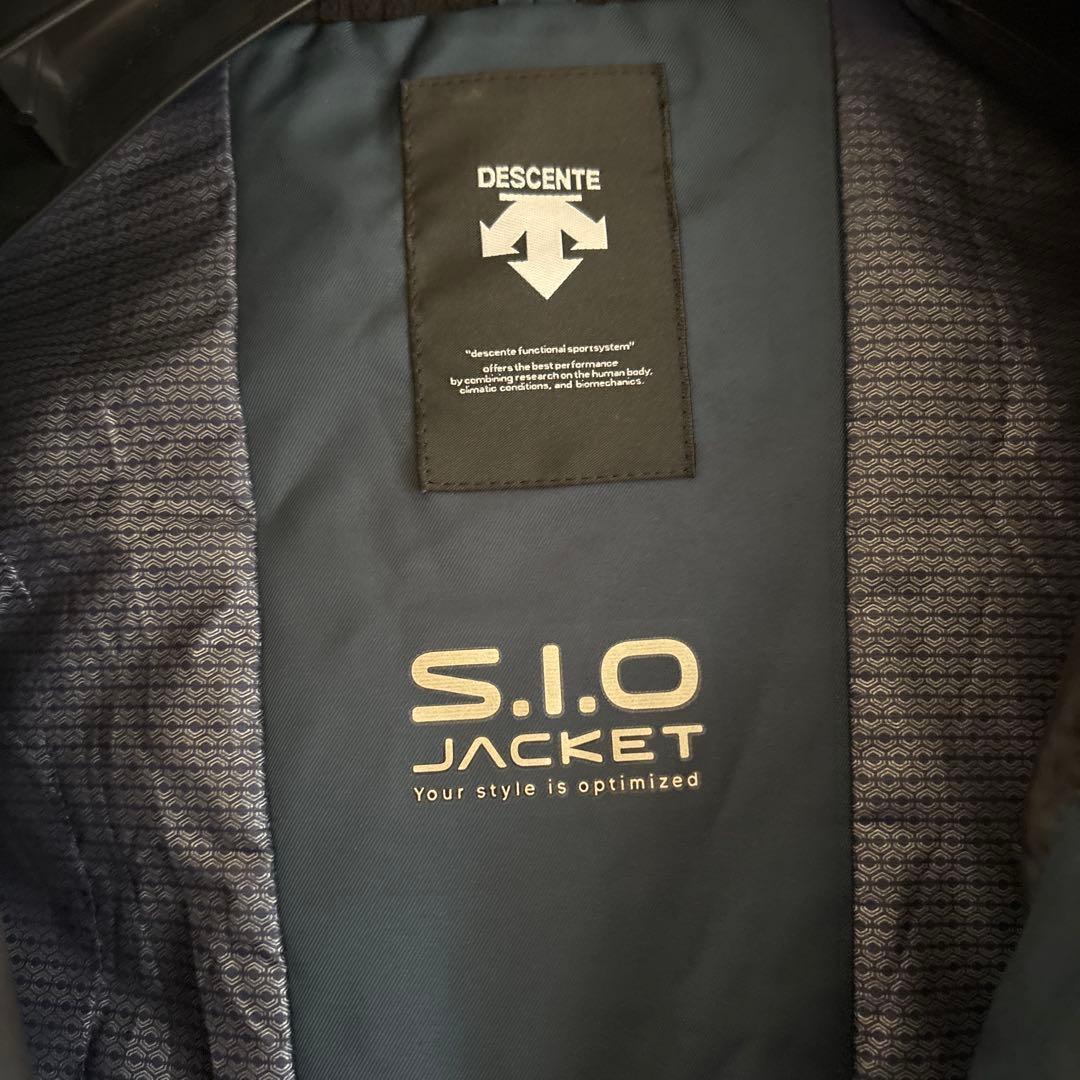 DESCENTE
"descente functional sportsystem"
offers the best performance
by combining research on the human body,
climatic conditions, and biomechanics.
S.I.O
JACKET
Your style is optimized